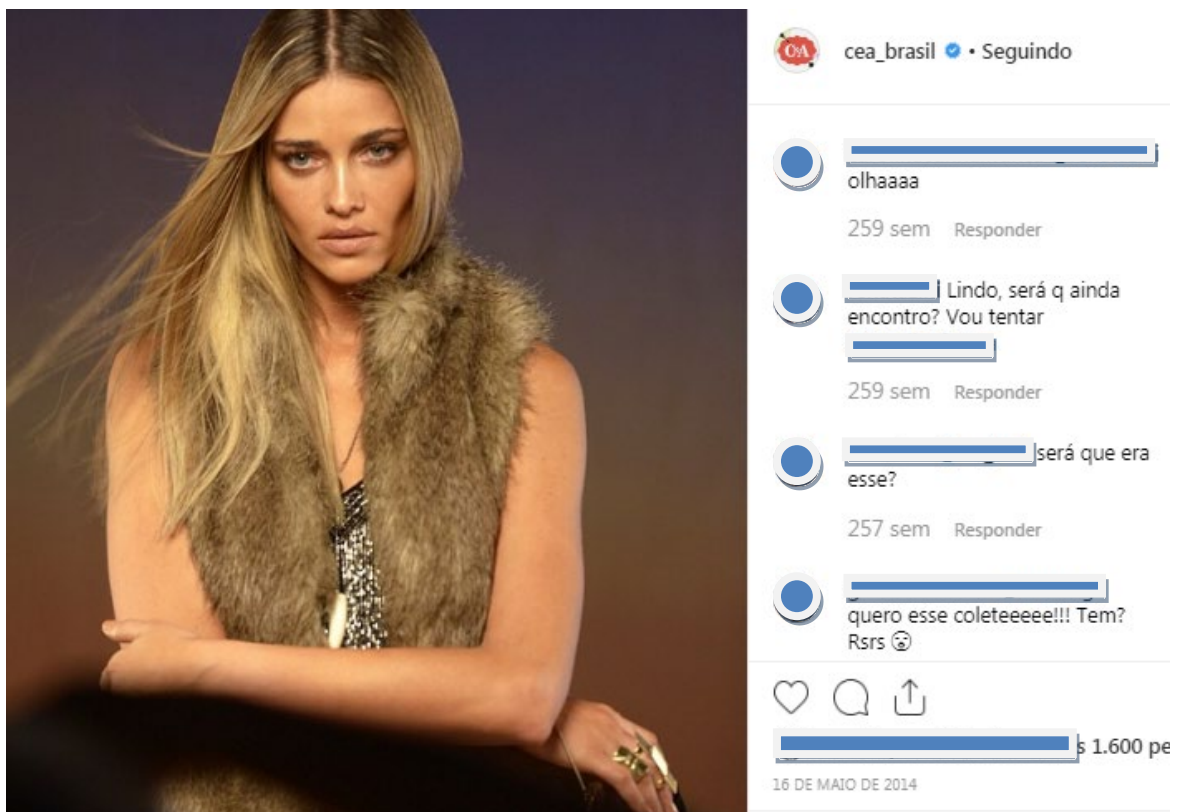 C&A
cea_brasil • Seguindo
olhaaaa
259 sem Responder
Lindo, será q ainda
encontro? Vou tentar
259 sem Responder
será que era
esse?
257 sem Responder
quero esse coleteeeee!!! Tem?
Rsrs 😮
s 1.600 pe
16 DE MAIO DE 2014